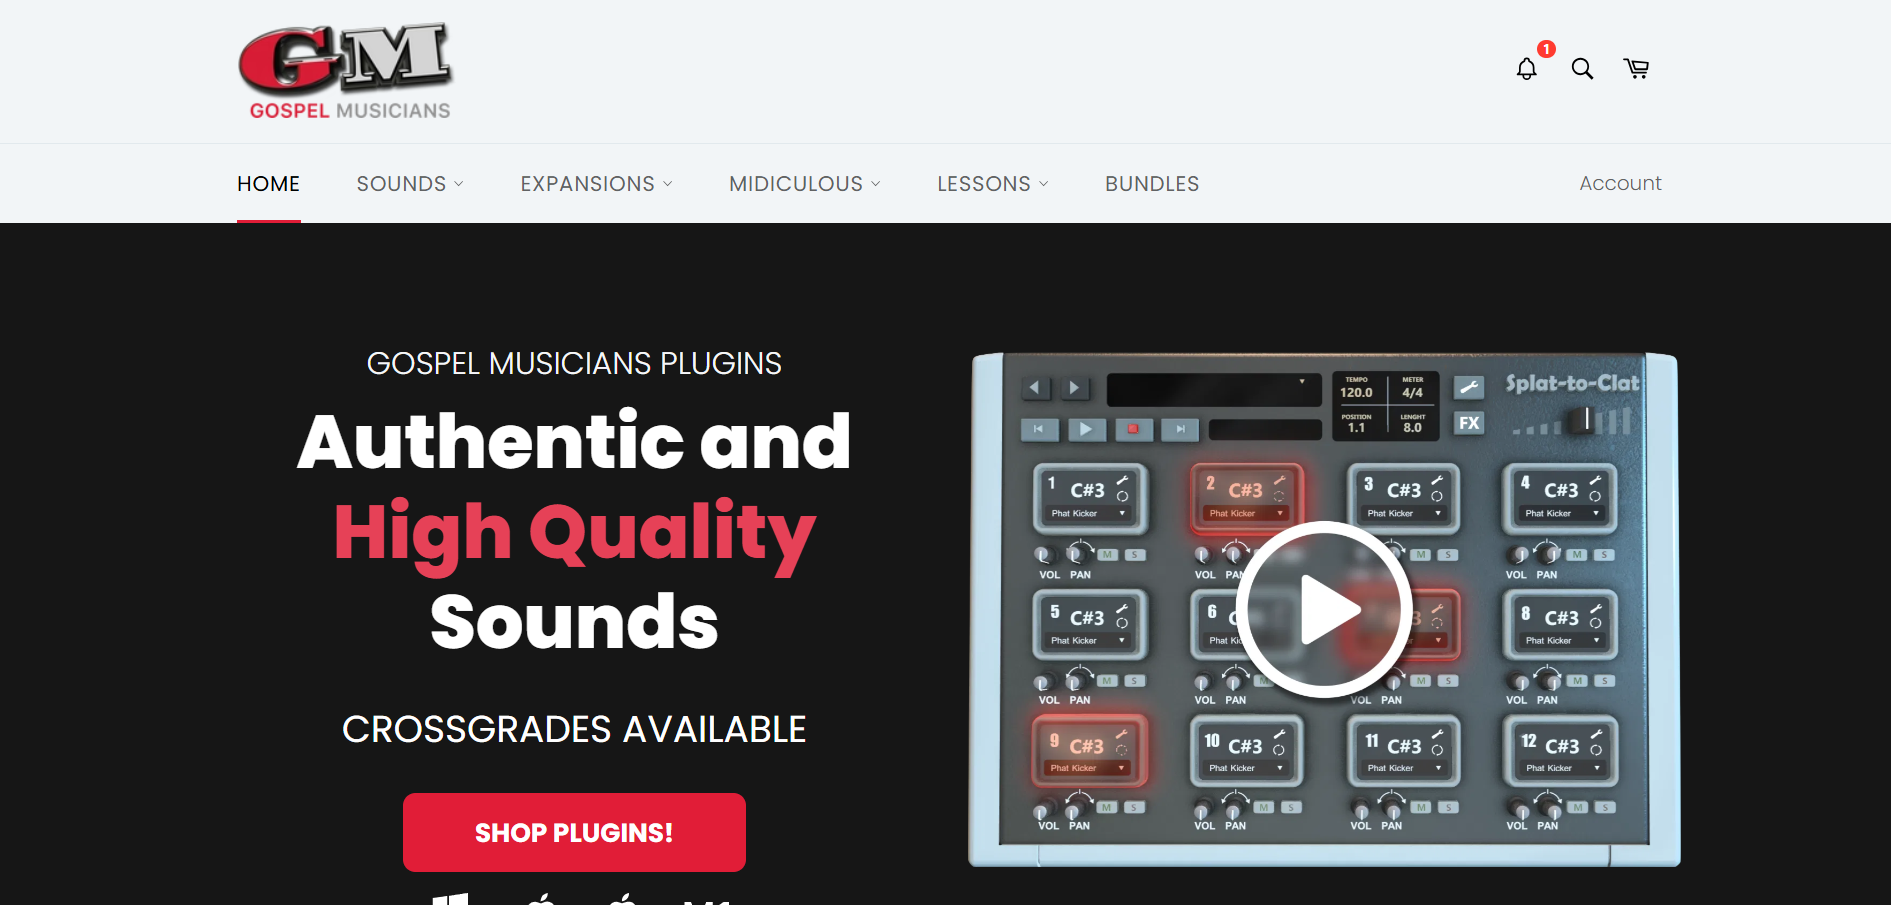 GM
GOSPEL MUSICIANS
1
HOME SOUNDS EXPANSIONS MIDICULOUS LESSONS BUNDLES Account
GOSPEL MUSICIANS PLUGINS
Authentic and
High Quality
Sounds
CROSSGRADES AVAILABLE
SHOP PLUGINS!
Splat-to-Clat
TEMPO METER
120.0 4/4
POSITION LENGHT
1.1 8.0
FX
1 C#3 2 C#3 3 C#3 4 C#3
Phat Kicker Phat Kicker Phat Kicker Phat Kicker
M S M S M S
VOL PAN VOL PAN VOL PAN
5 C#3 6 8 C#3
Phat Kicker Phat Kicker
M S M M S M S
VOL PAN VOL PAN VOL PAN VOL PAN
9 C#3 10 C#3 11 C#3 12 C#3
Phat Kicker Phat Kicker Phat Kicker Phat Kicker
M S M S M S M S
VOL PAN VOL PAN VOL PAN VOL PAN